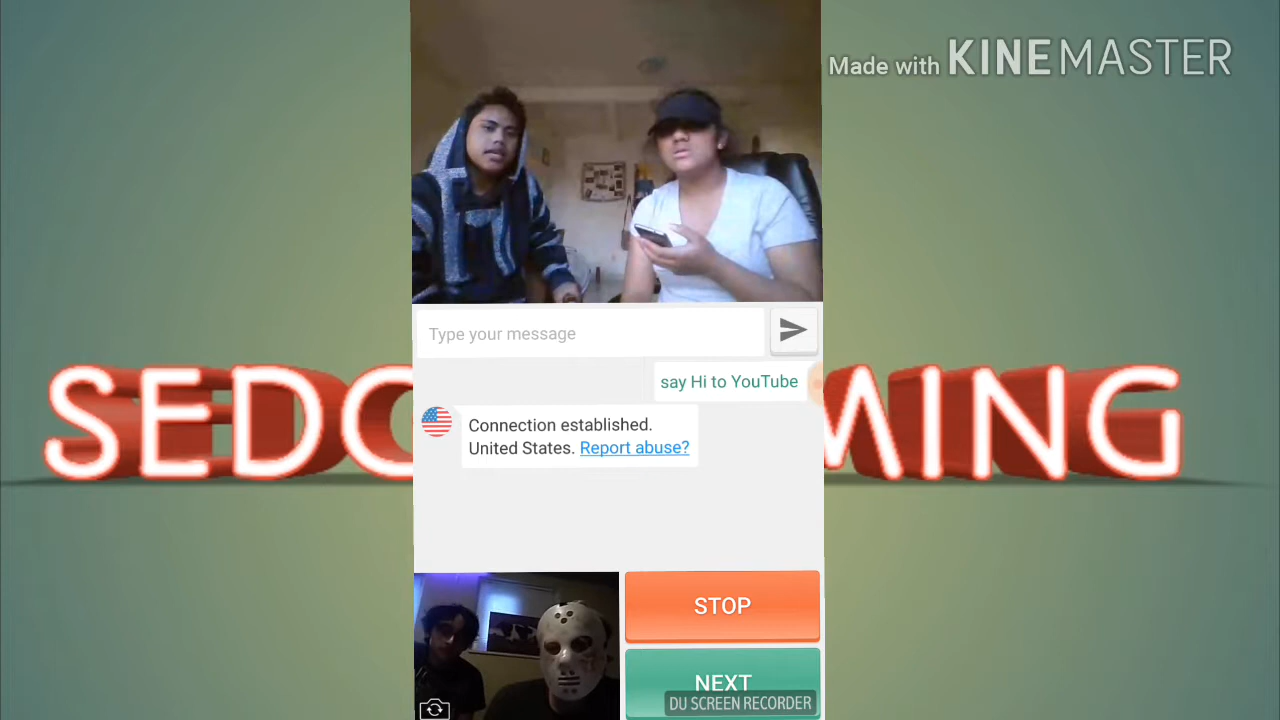 Made with KINEMASTER
Type your message
say Hi to YouTube
Connection established.
United States. Report abuse?
SEDG MING
STOP
NEXT
DU SCREEN RECORDER